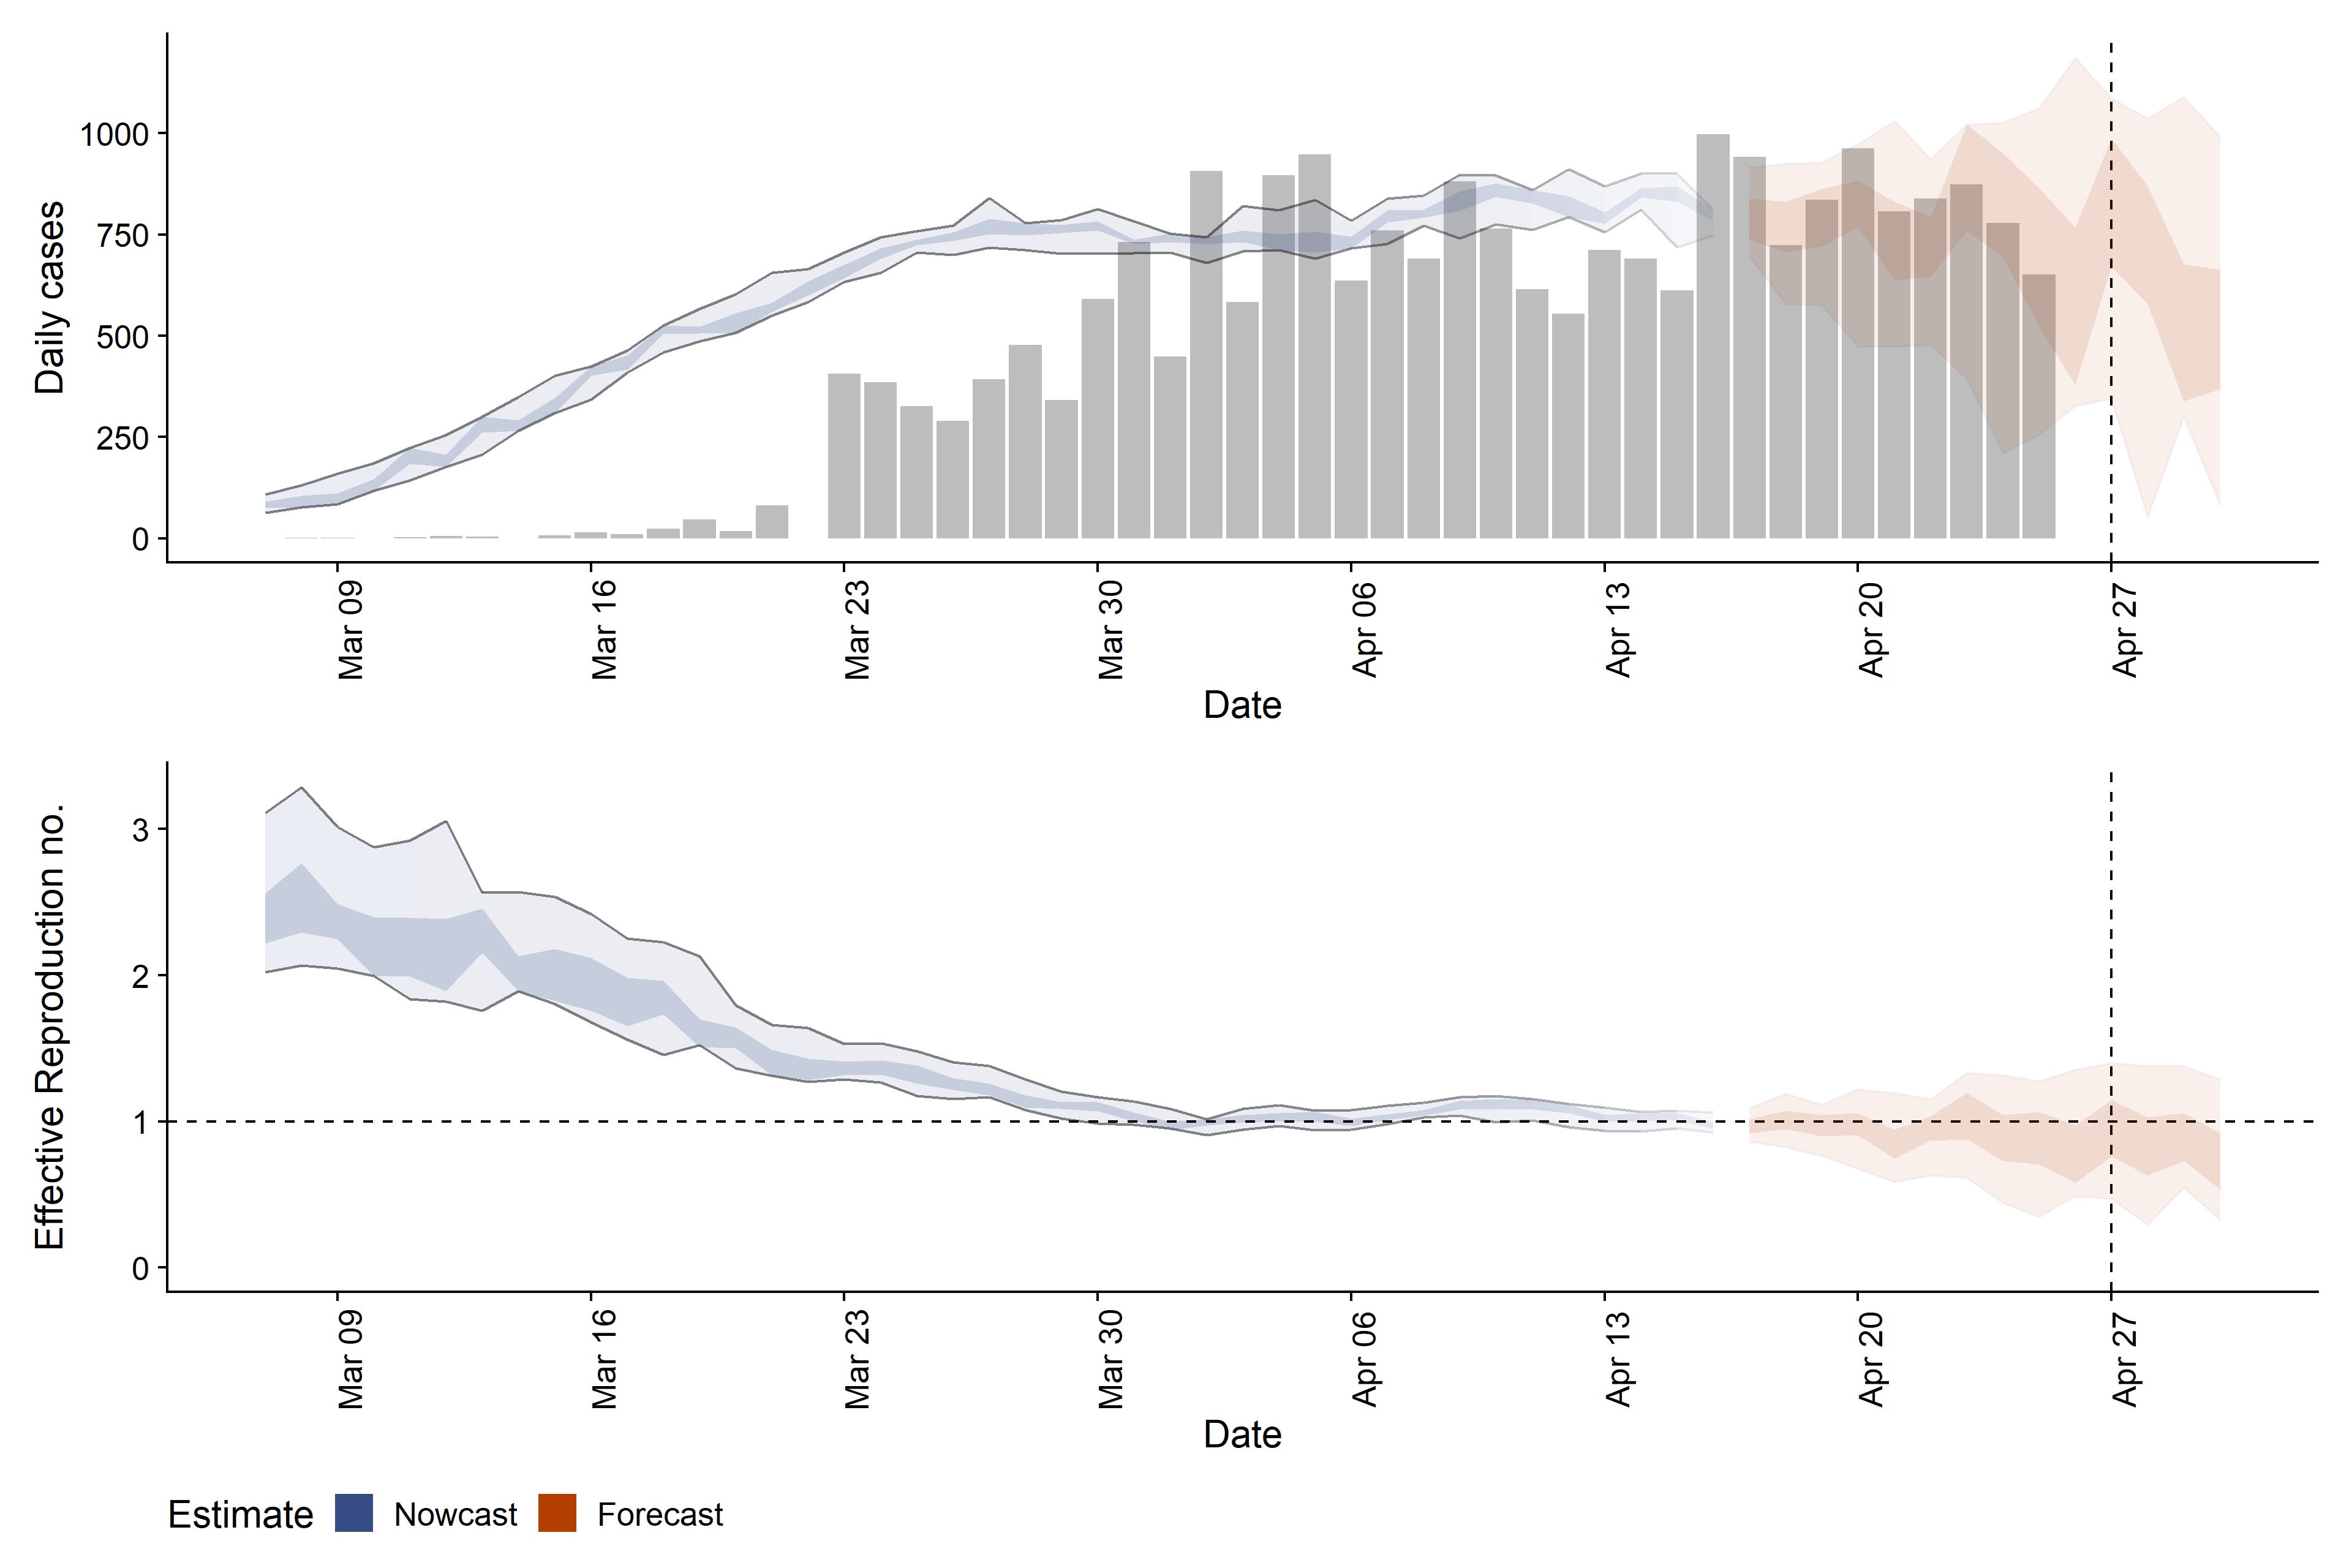 Daily cases
1000
750
500
250
0
Mar 09
Mar 16
Mar 23
Mar 30
Apr 06
Apr 13
Apr 20
Apr 27
Date
Effective Reproduction no.
3
2
1
0
Mar 09
Mar 16
Mar 23
Mar 30
Apr 06
Apr 13
Apr 20
Apr 27
Date
Estimate Nowcast Forecast